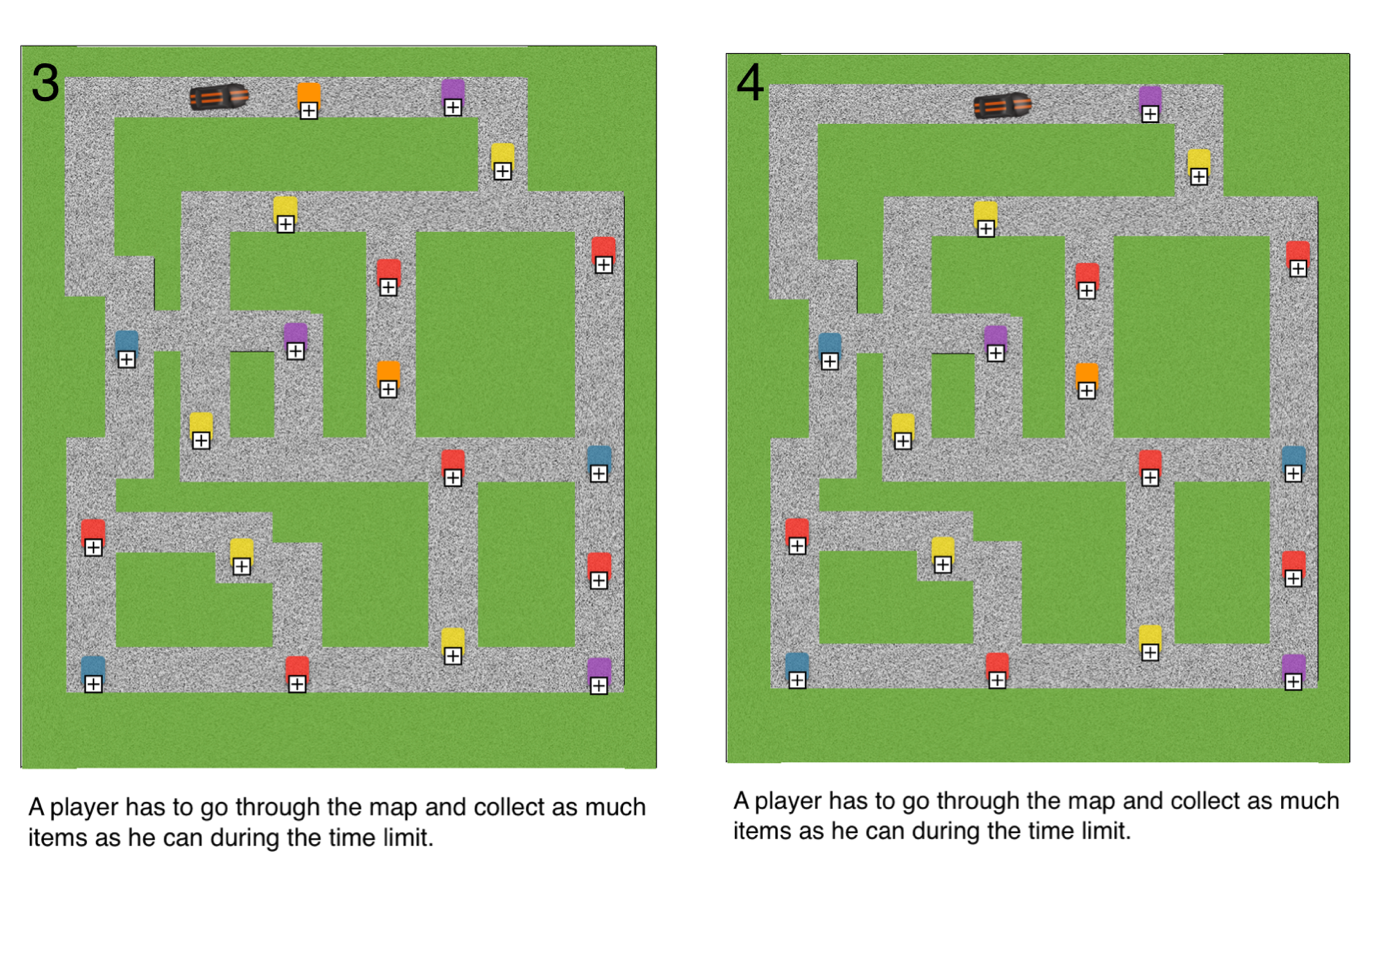 3
A player has to go through the map and collect as much
items as he can during the time limit.
4
A player has to go through the map and collect as much
items as he can during the time limit.